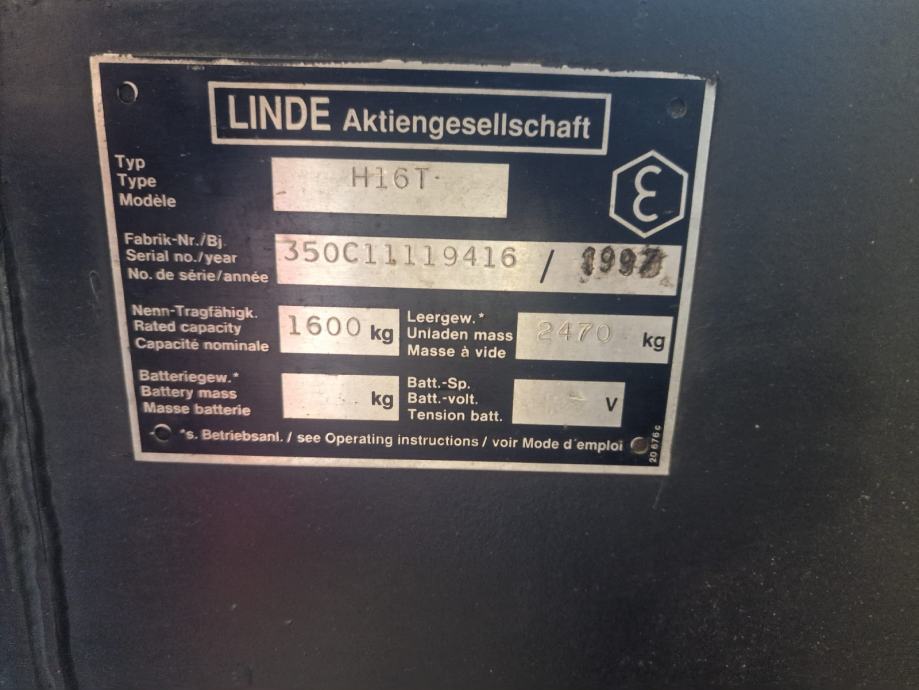 LINDE Aktiengesellschaft
Typ
Type
Modèle
H16T
Fabrik-Nr./Bj.
Serial no./year
No. de série/année
350C11119416 / 1997
Nenn-Tragfähigk.
Rated capacity
Capacité nominale
1600 kg
Leergew.*
Unladen mass
Masse à vide
2470 kg
Batteriegew.*
Battery mass
Masse batterie
kg
Batt.-Sp.
Batt.-volt.
Tension batt.
V
*s. Betriebsanl. / see Operating instructions / voir Mode d'emploi
20 676 c